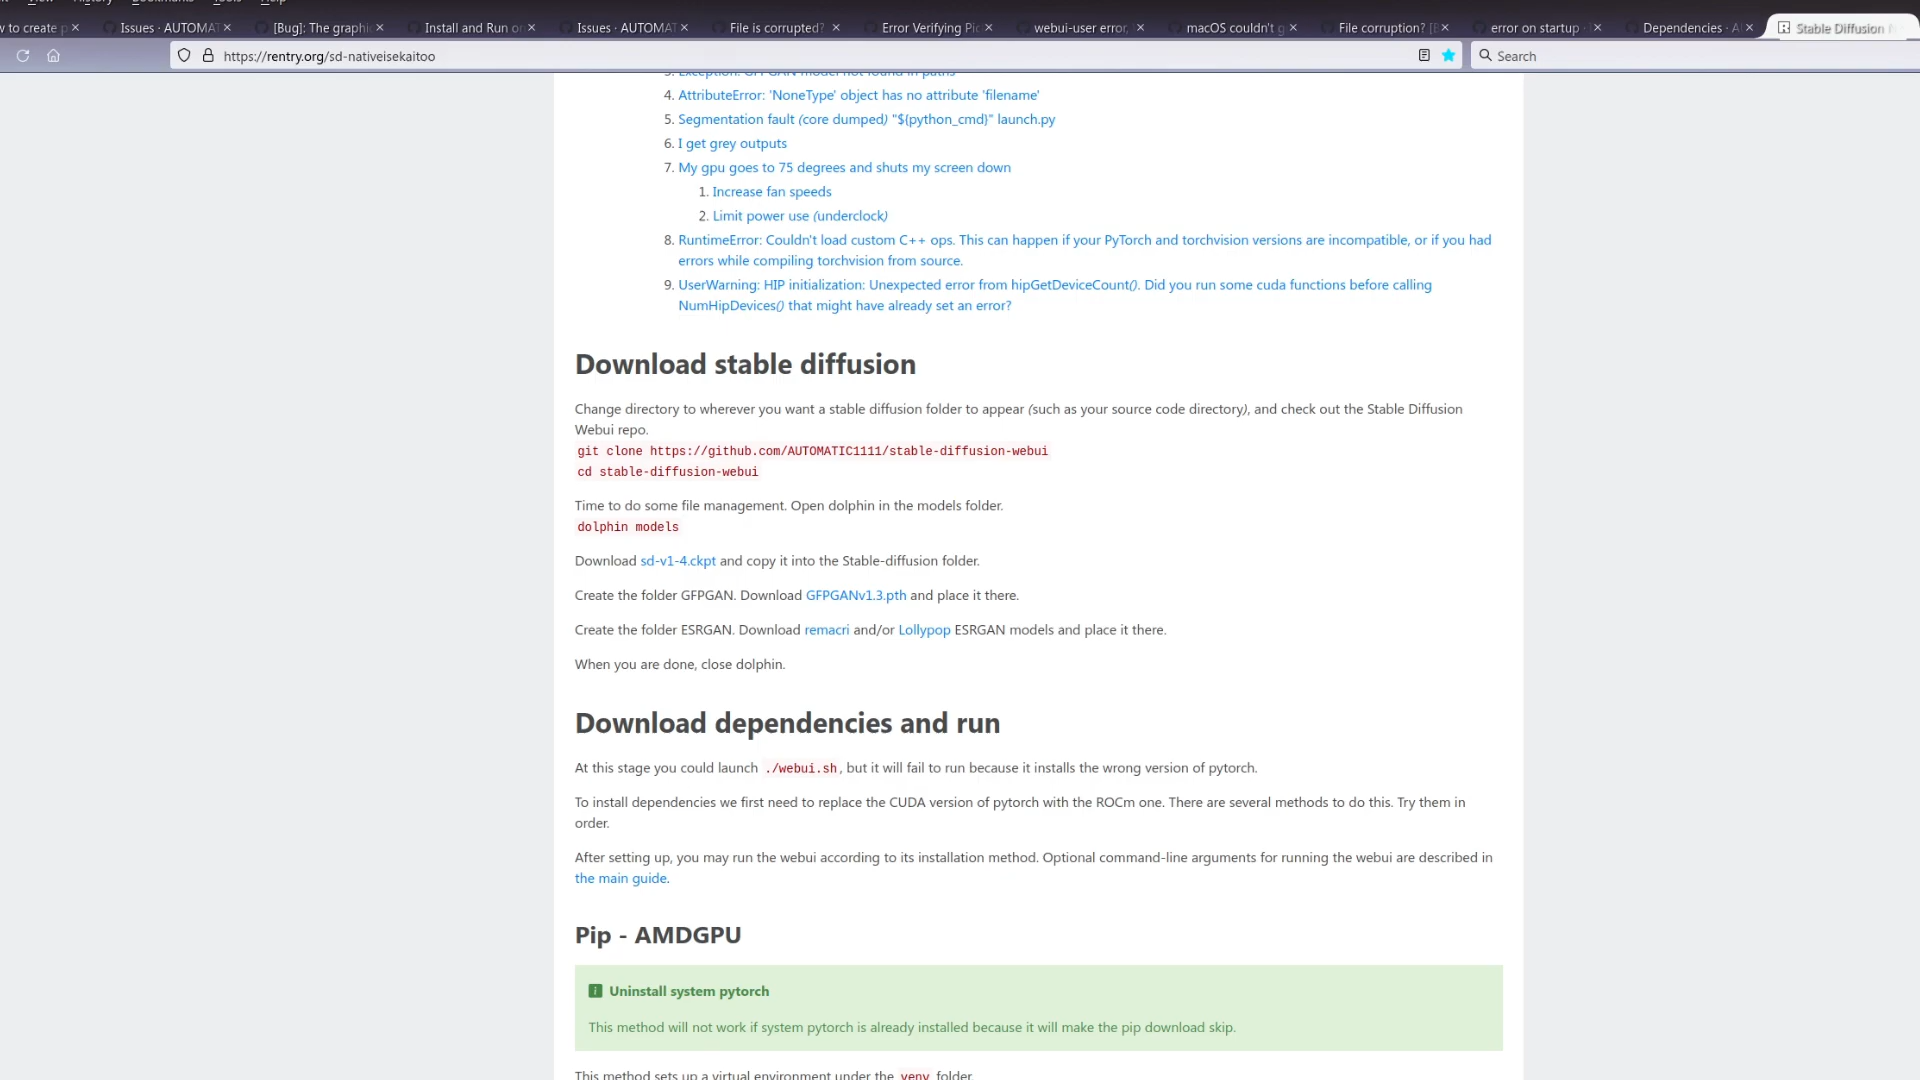 View History Bookmarks Tools Help
w to create p
Issues · AUTOMAT
[Bug]: The graphi
Install and Run or
Issues · AUTOMAT
File is corrupted?
Error Verifying Pic
webui-user error,
macOS couldn't g
File corruption? [B
error on startup ·
Dependencies · A
Stable Diffusion N
https://rentry.org/sd-nativeisekaitoo
Search
3. Exception: GFPGAN model not found in paths
4. AttributeError: 'NoneType' object has no attribute 'filename'
5. Segmentation fault (core dumped) "${python_cmd}" launch.py
6. I get grey outputs
7. My gpu goes to 75 degrees and shuts my screen down
1. Increase fan speeds
2. Limit power use (underclock)
8. RuntimeError: Couldn't load custom C++ ops. This can happen if your PyTorch and torchvision versions are incompatible, or if you had
errors while compiling torchvision from source.
9. UserWarning: HIP initialization: Unexpected error from hipGetDeviceCount(). Did you run some cuda functions before calling
NumHipDevices() that might have already set an error?
Download stable diffusion
Change directory to wherever you want a stable diffusion folder to appear (such as your source code directory), and check out the Stable Diffusion
Webui repo.
git clone https://github.com/AUTOMATIC1111/stable-diffusion-webui
cd stable-diffusion-webui
Time to do some file management. Open dolphin in the models folder.
dolphin models
Download sd-v1-4.ckpt and copy it into the Stable-diffusion folder.
Create the folder GFPGAN. Download GFPGANv1.3.pth and place it there.
Create the folder ESRGAN. Download remacri and/or Lollypop ESRGAN models and place it there.
When you are done, close dolphin.
Download dependencies and run
At this stage you could launch ./webui.sh, but it will fail to run because it installs the wrong version of pytorch.
To install dependencies we first need to replace the CUDA version of pytorch with the ROCm one. There are several methods to do this. Try them in
order.
After setting up, you may run the webui according to its installation method. Optional command-line arguments for running the webui are described in
the main guide.
Pip - AMDGPU
Uninstall system pytorch
This method will not work if system pytorch is already installed because it will make the pip download skip.
This method sets up a virtual environment under the venv folder.